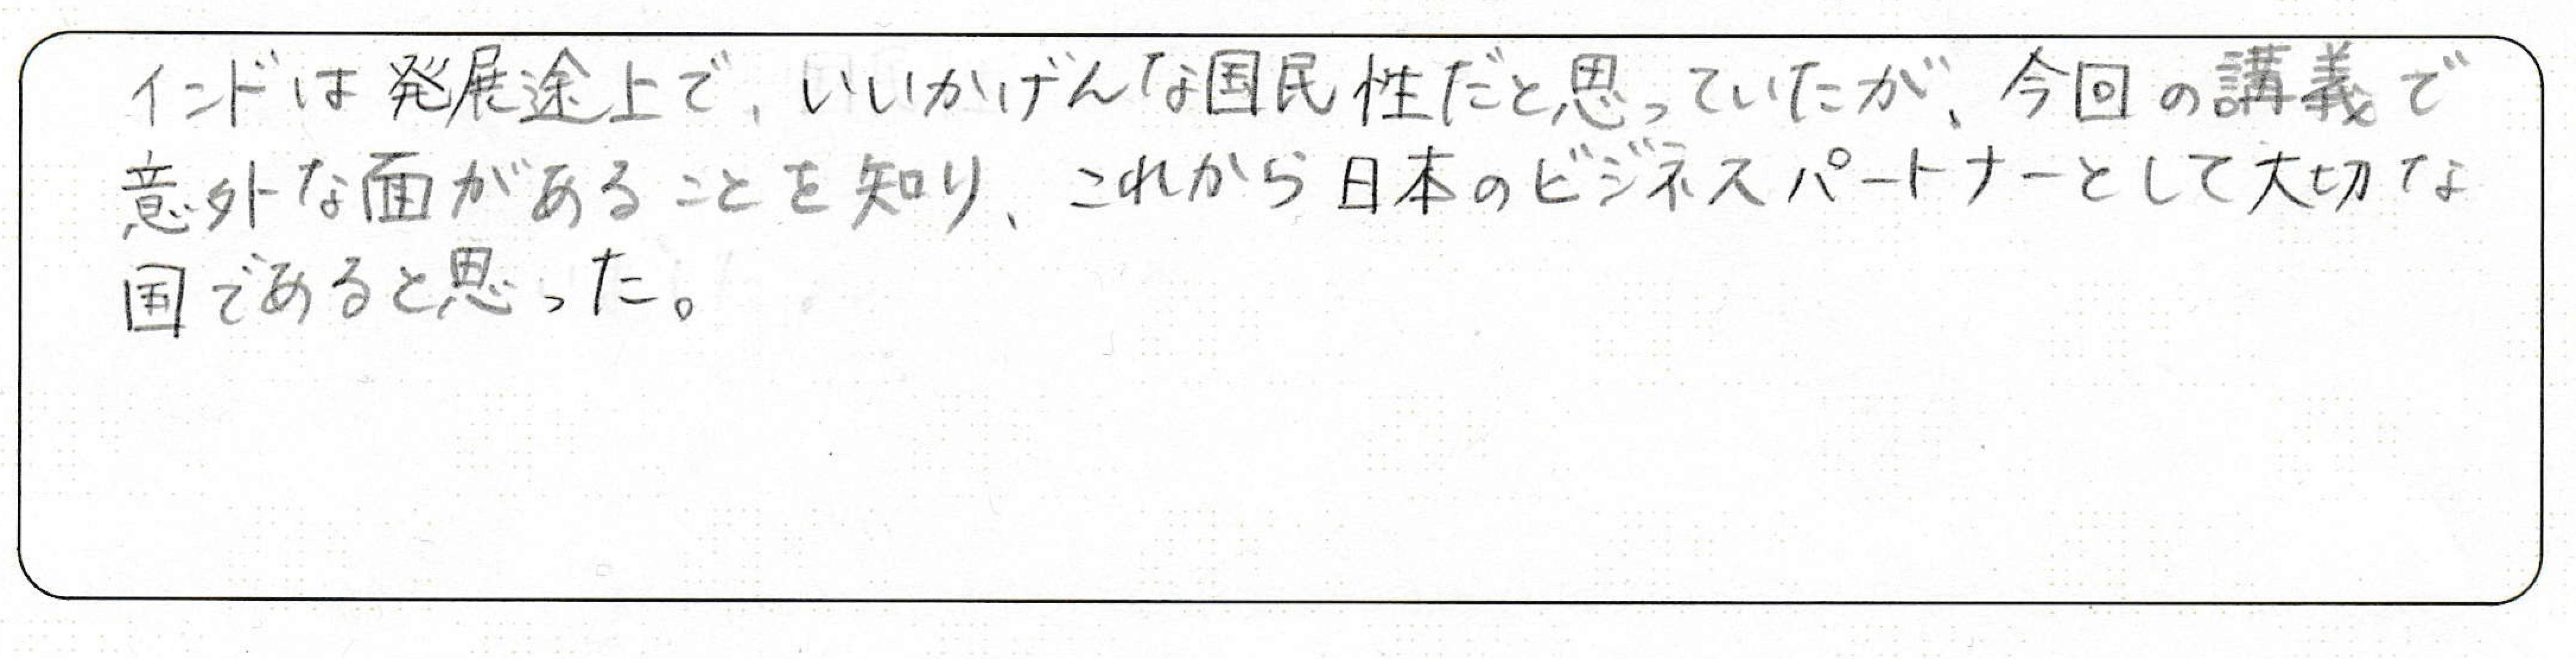 インドは発展途上で、いいかげんな国民性だと思っていたが、今回の講義で
意外な面があることを知り、これから日本のビジネスパートナーとして大切な
国であると思った。